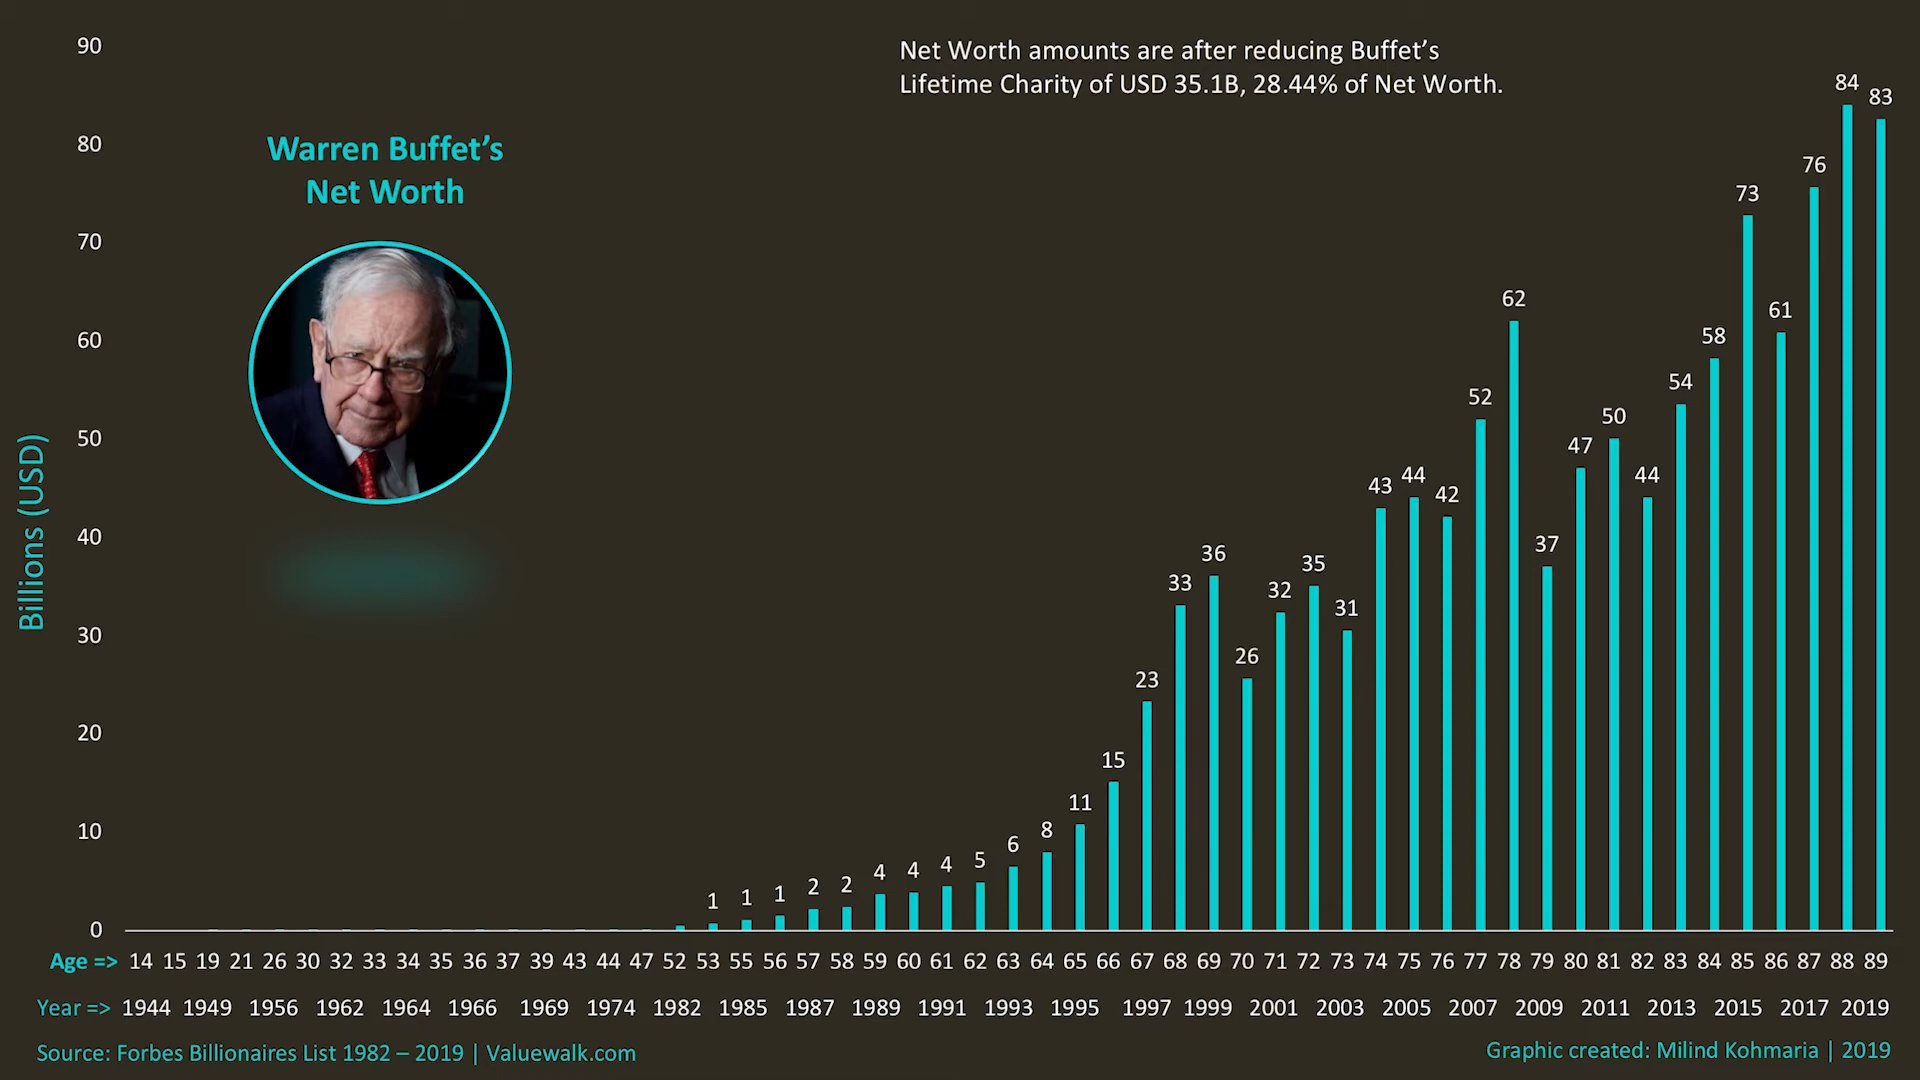 Net Worth amounts are after reducing Buffet’s
Lifetime Charity of USD 35.1B, 28.44% of Net Worth.
Warren Buffet’s
Net Worth
Billions (USD)
90
80
70
60
50
40
30
20
10
0
1 1 1 2 2 4 4 4 5 6 8 11 15 23 33 36 26 32 35 31 43 44 42 52 62 37 47 50 44 54 58 73 61 76 84 83
Age => 14 15 19 21 26 30 32 33 34 35 36 37 39 43 44 47 52 53 55 56 57 58 59 60 61 62 63 64 65 66 67 68 69 70 71 72 73 74 75 76 77 78 79 80 81 82 83 84 85 86 87 88 89
Year => 1944 1949 1956 1962 1964 1966 1969 1974 1982 1985 1987 1989 1991 1993 1995 1997 1999 2001 2003 2005 2007 2009 2011 2013 2015 2017 2019
Source: Forbes Billionaires List 1982 – 2019 | Valuewalk.com
Graphic created: Milind Kohmaria | 2019